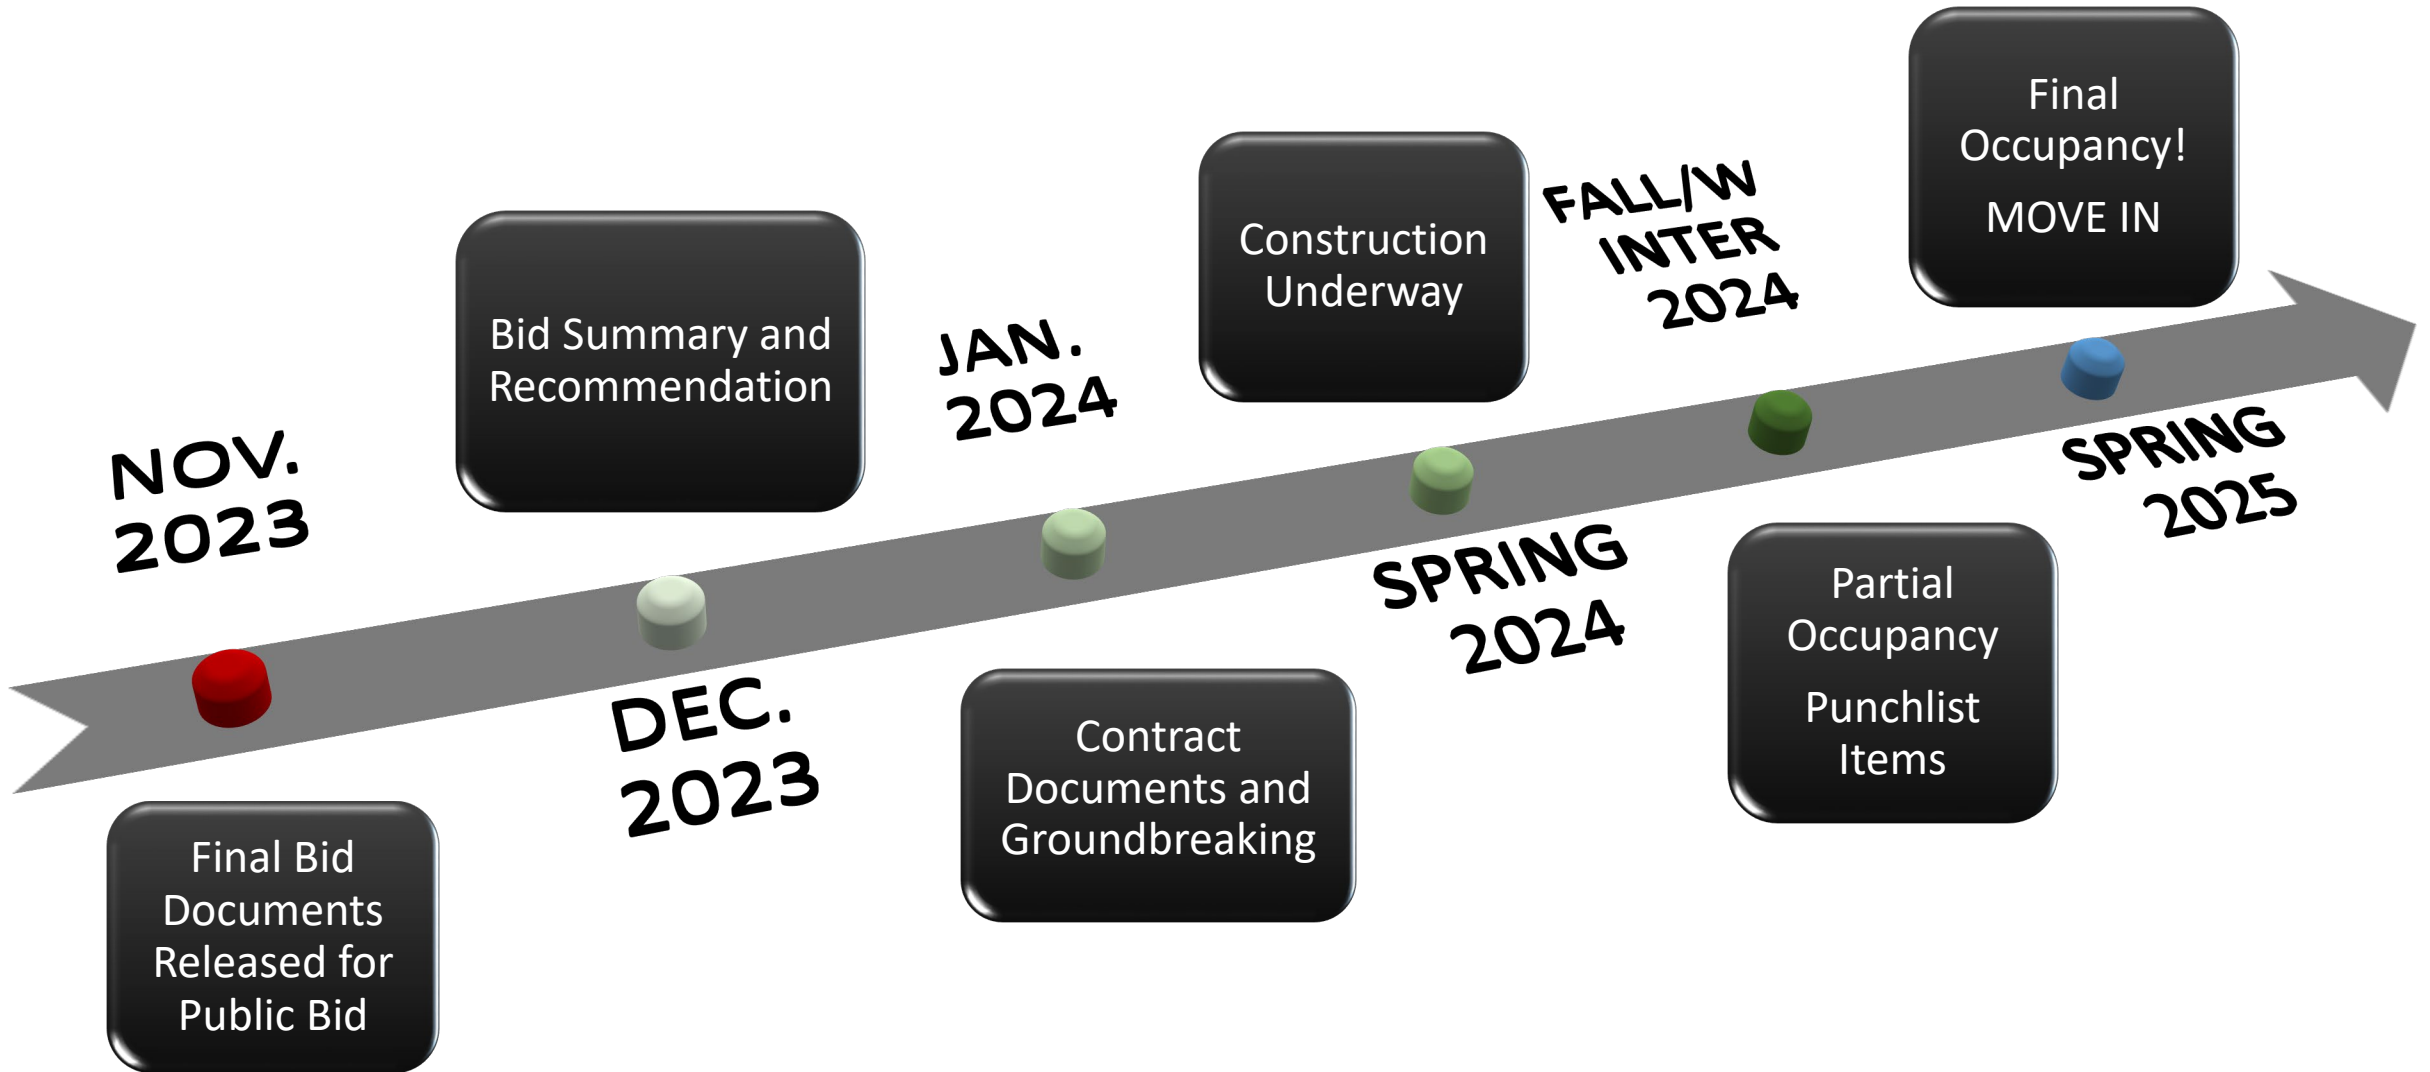 NOV.
2023
Final Bid
Documents
Released for
Public Bid
Bid Summary and
Recommendation
DEC.
2023
JAN.
2024
Contract
Documents and
Groundbreaking
Construction
Underway
SPRING
2024
FALL/W
INTER
2024
Partial
Occupancy
Punchlist
Items
Final
Occupancy!
MOVE IN
SPRING
2025